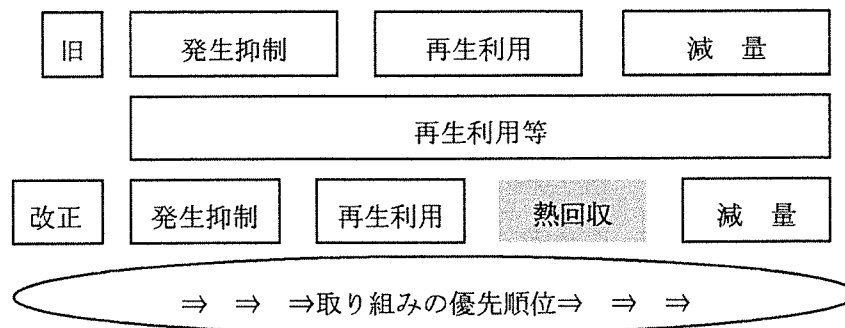 旧 発生抑制 再生利用 減 量
再生利用等
改正 発生抑制 再生利用 熱回収 減 量
⇒ ⇒ ⇒取り組みの優先順位⇒ ⇒ ⇒